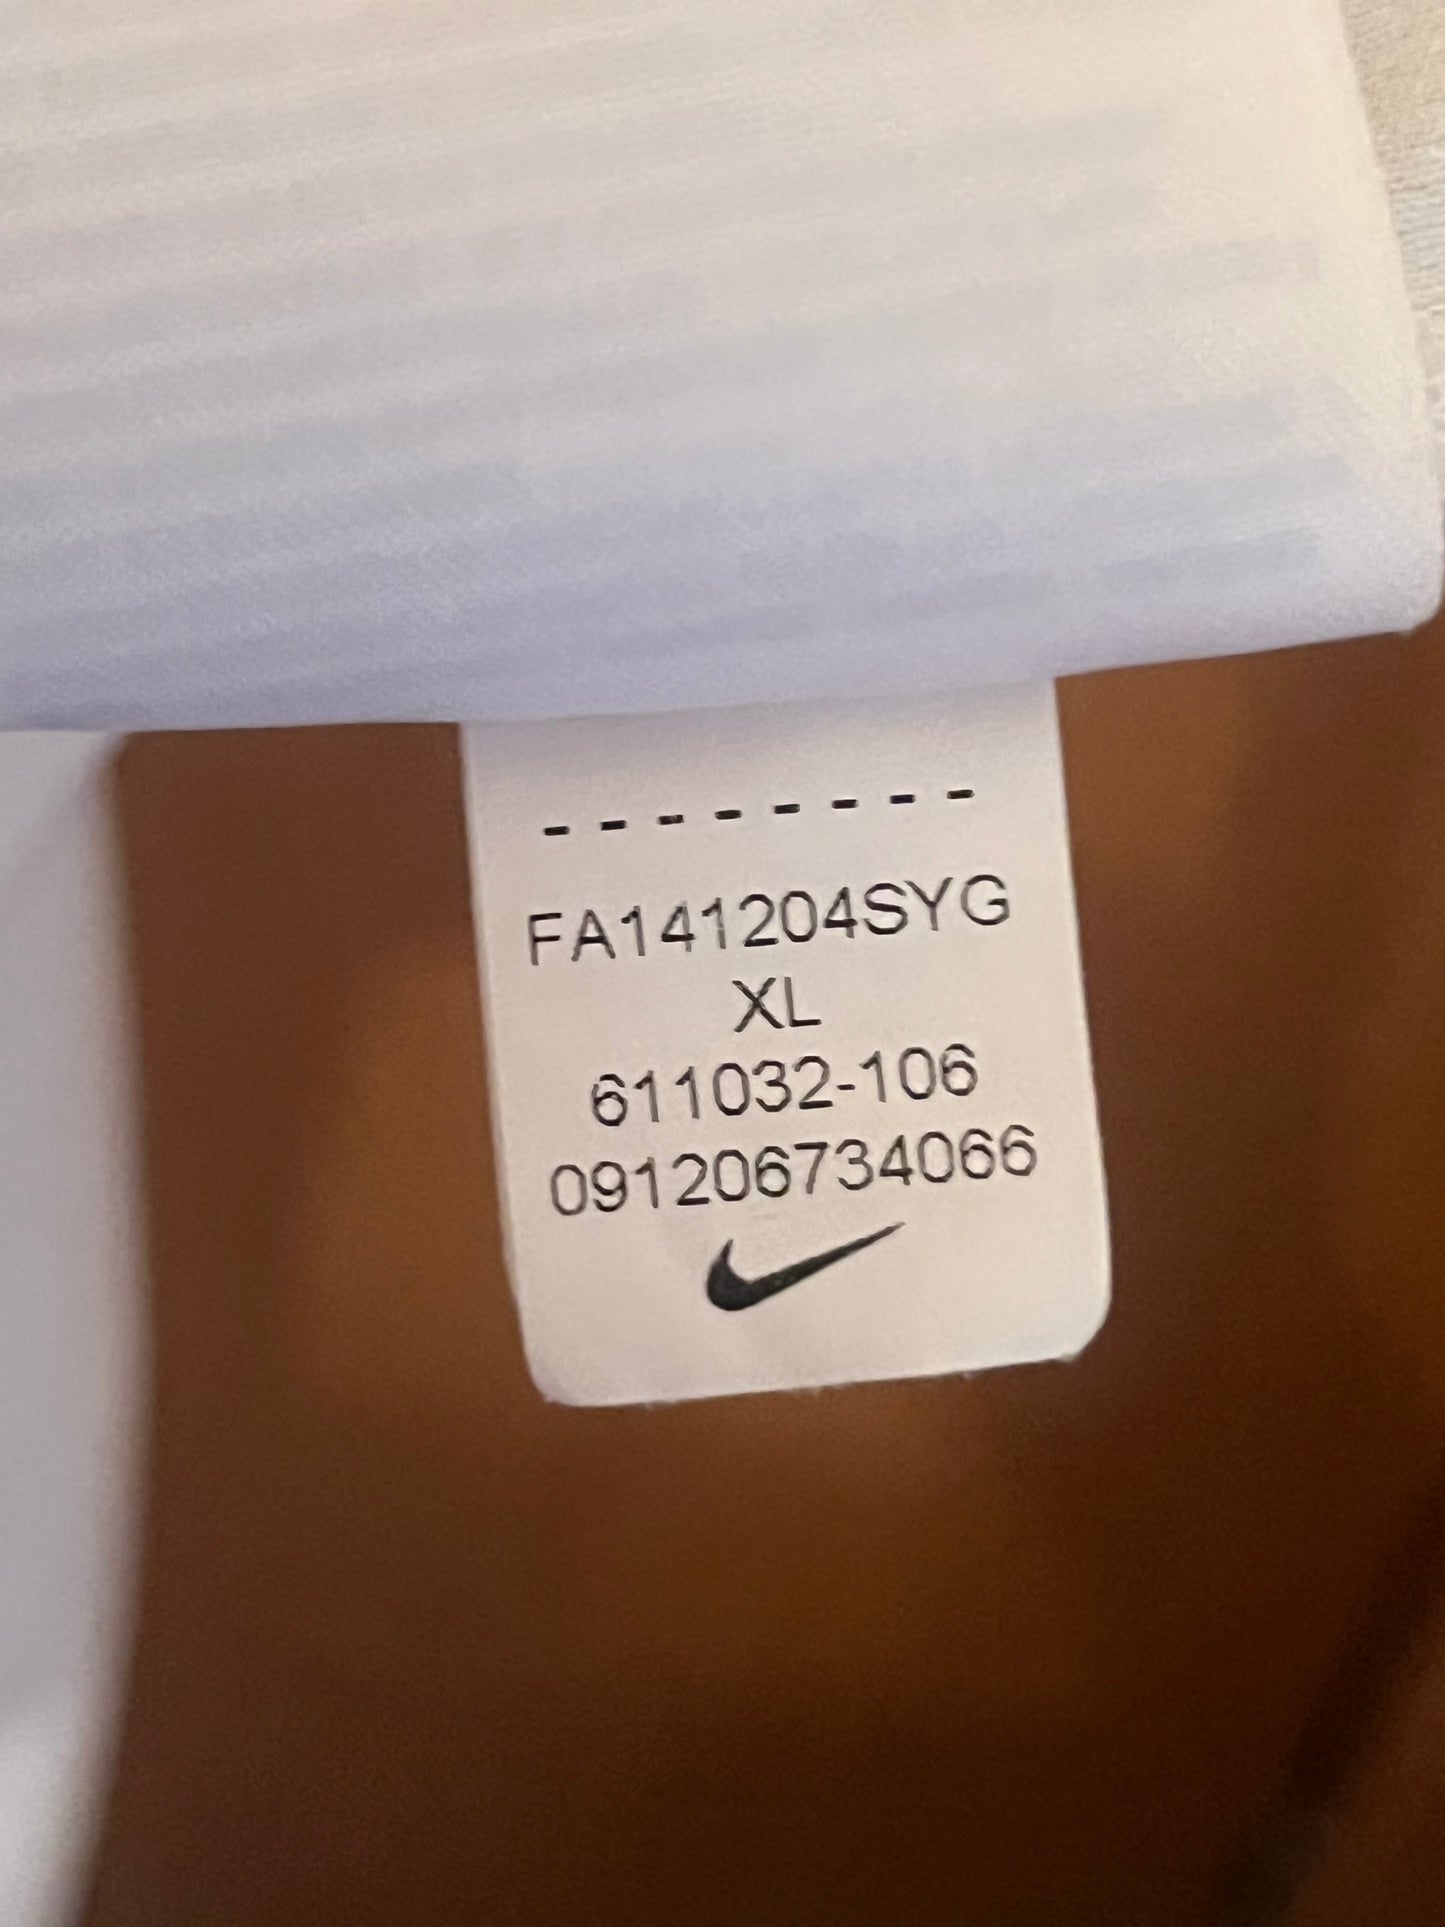 --------
FA141204SYG
XL
611032-106
091206734066